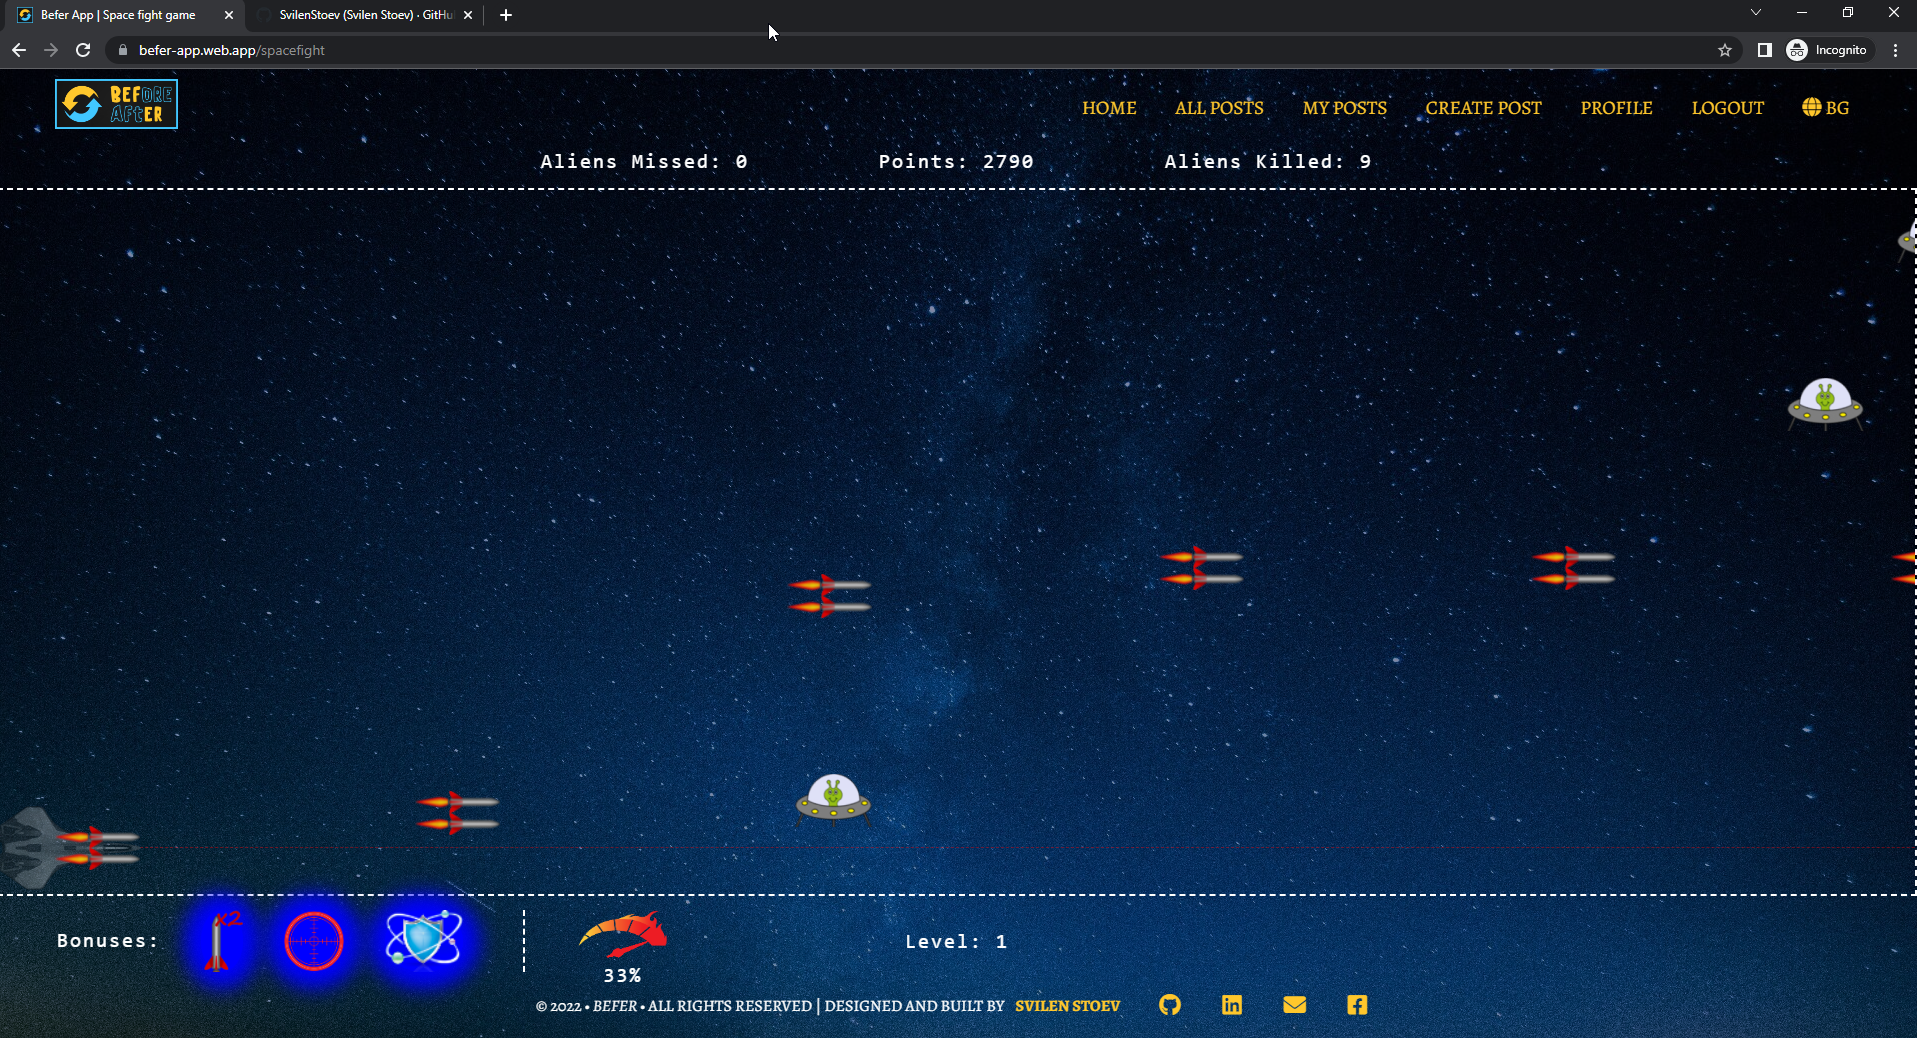 Befer App | Space fight game
SvilenStoev (Svilen Stoev) · GitHu
befer-app.web.app/spacefight
Incognito
BEFORE
AftER
HOME ALL POSTS MY POSTS CREATE POST PROFILE LOGOUT BG
Aliens Missed: 0 Points: 2790 Aliens Killed: 9
X2
Bonuses:
Level: 1
33%
© 2022 • BEFER • ALL RIGHTS RESERVED | DESIGNED AND BUILT BY SVILEN STOEV